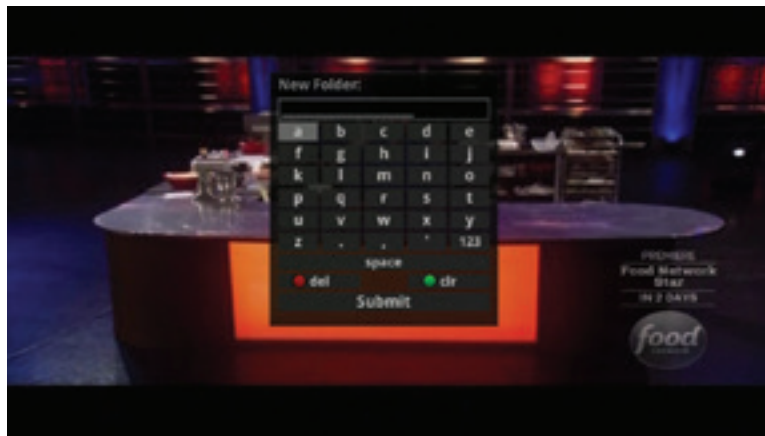 New Folder:
a b c d e
f g h i j
k l m n o
p q r s t
u v w x y
z . , ' 123
space
del clr
Submit
PREMIERE
Food Network
Star
IN 2 DAYS
food